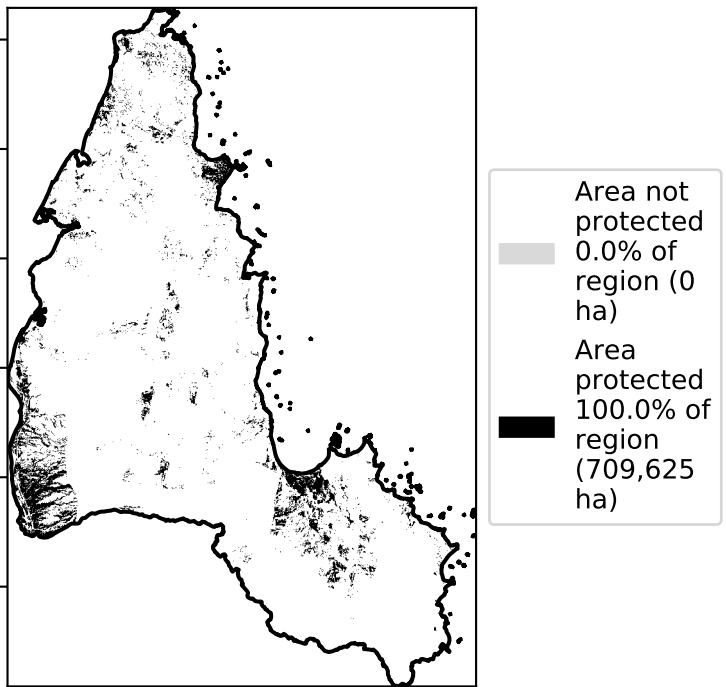 Area not
protected
0.0% of
region (0
ha)
Area
protected
100.0% of
region
(709,625
ha)